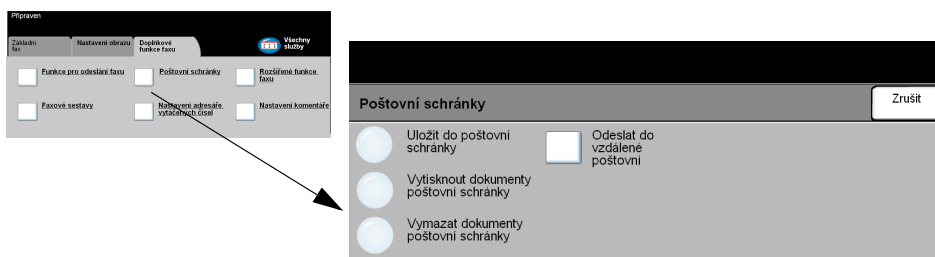 Připraven
Základní
fax
Nastavení obrazu
Doplňkové
funkce faxu
Všechny
služby
Funkce pro odeslání faxu
Poštovní schránky
Rozšířené funkce
faxu
Faxové sestavy
Nastavení adresáře
vytáčených čísel
Nastavení komentáře
Poštovní schránky
Zrušit
Uložit do poštovní
schránky
Odeslat do
vzdálené
poštovní
Vytisknout dokumenty
poštovní schránky
Vymazat dokumenty
poštovní schránky